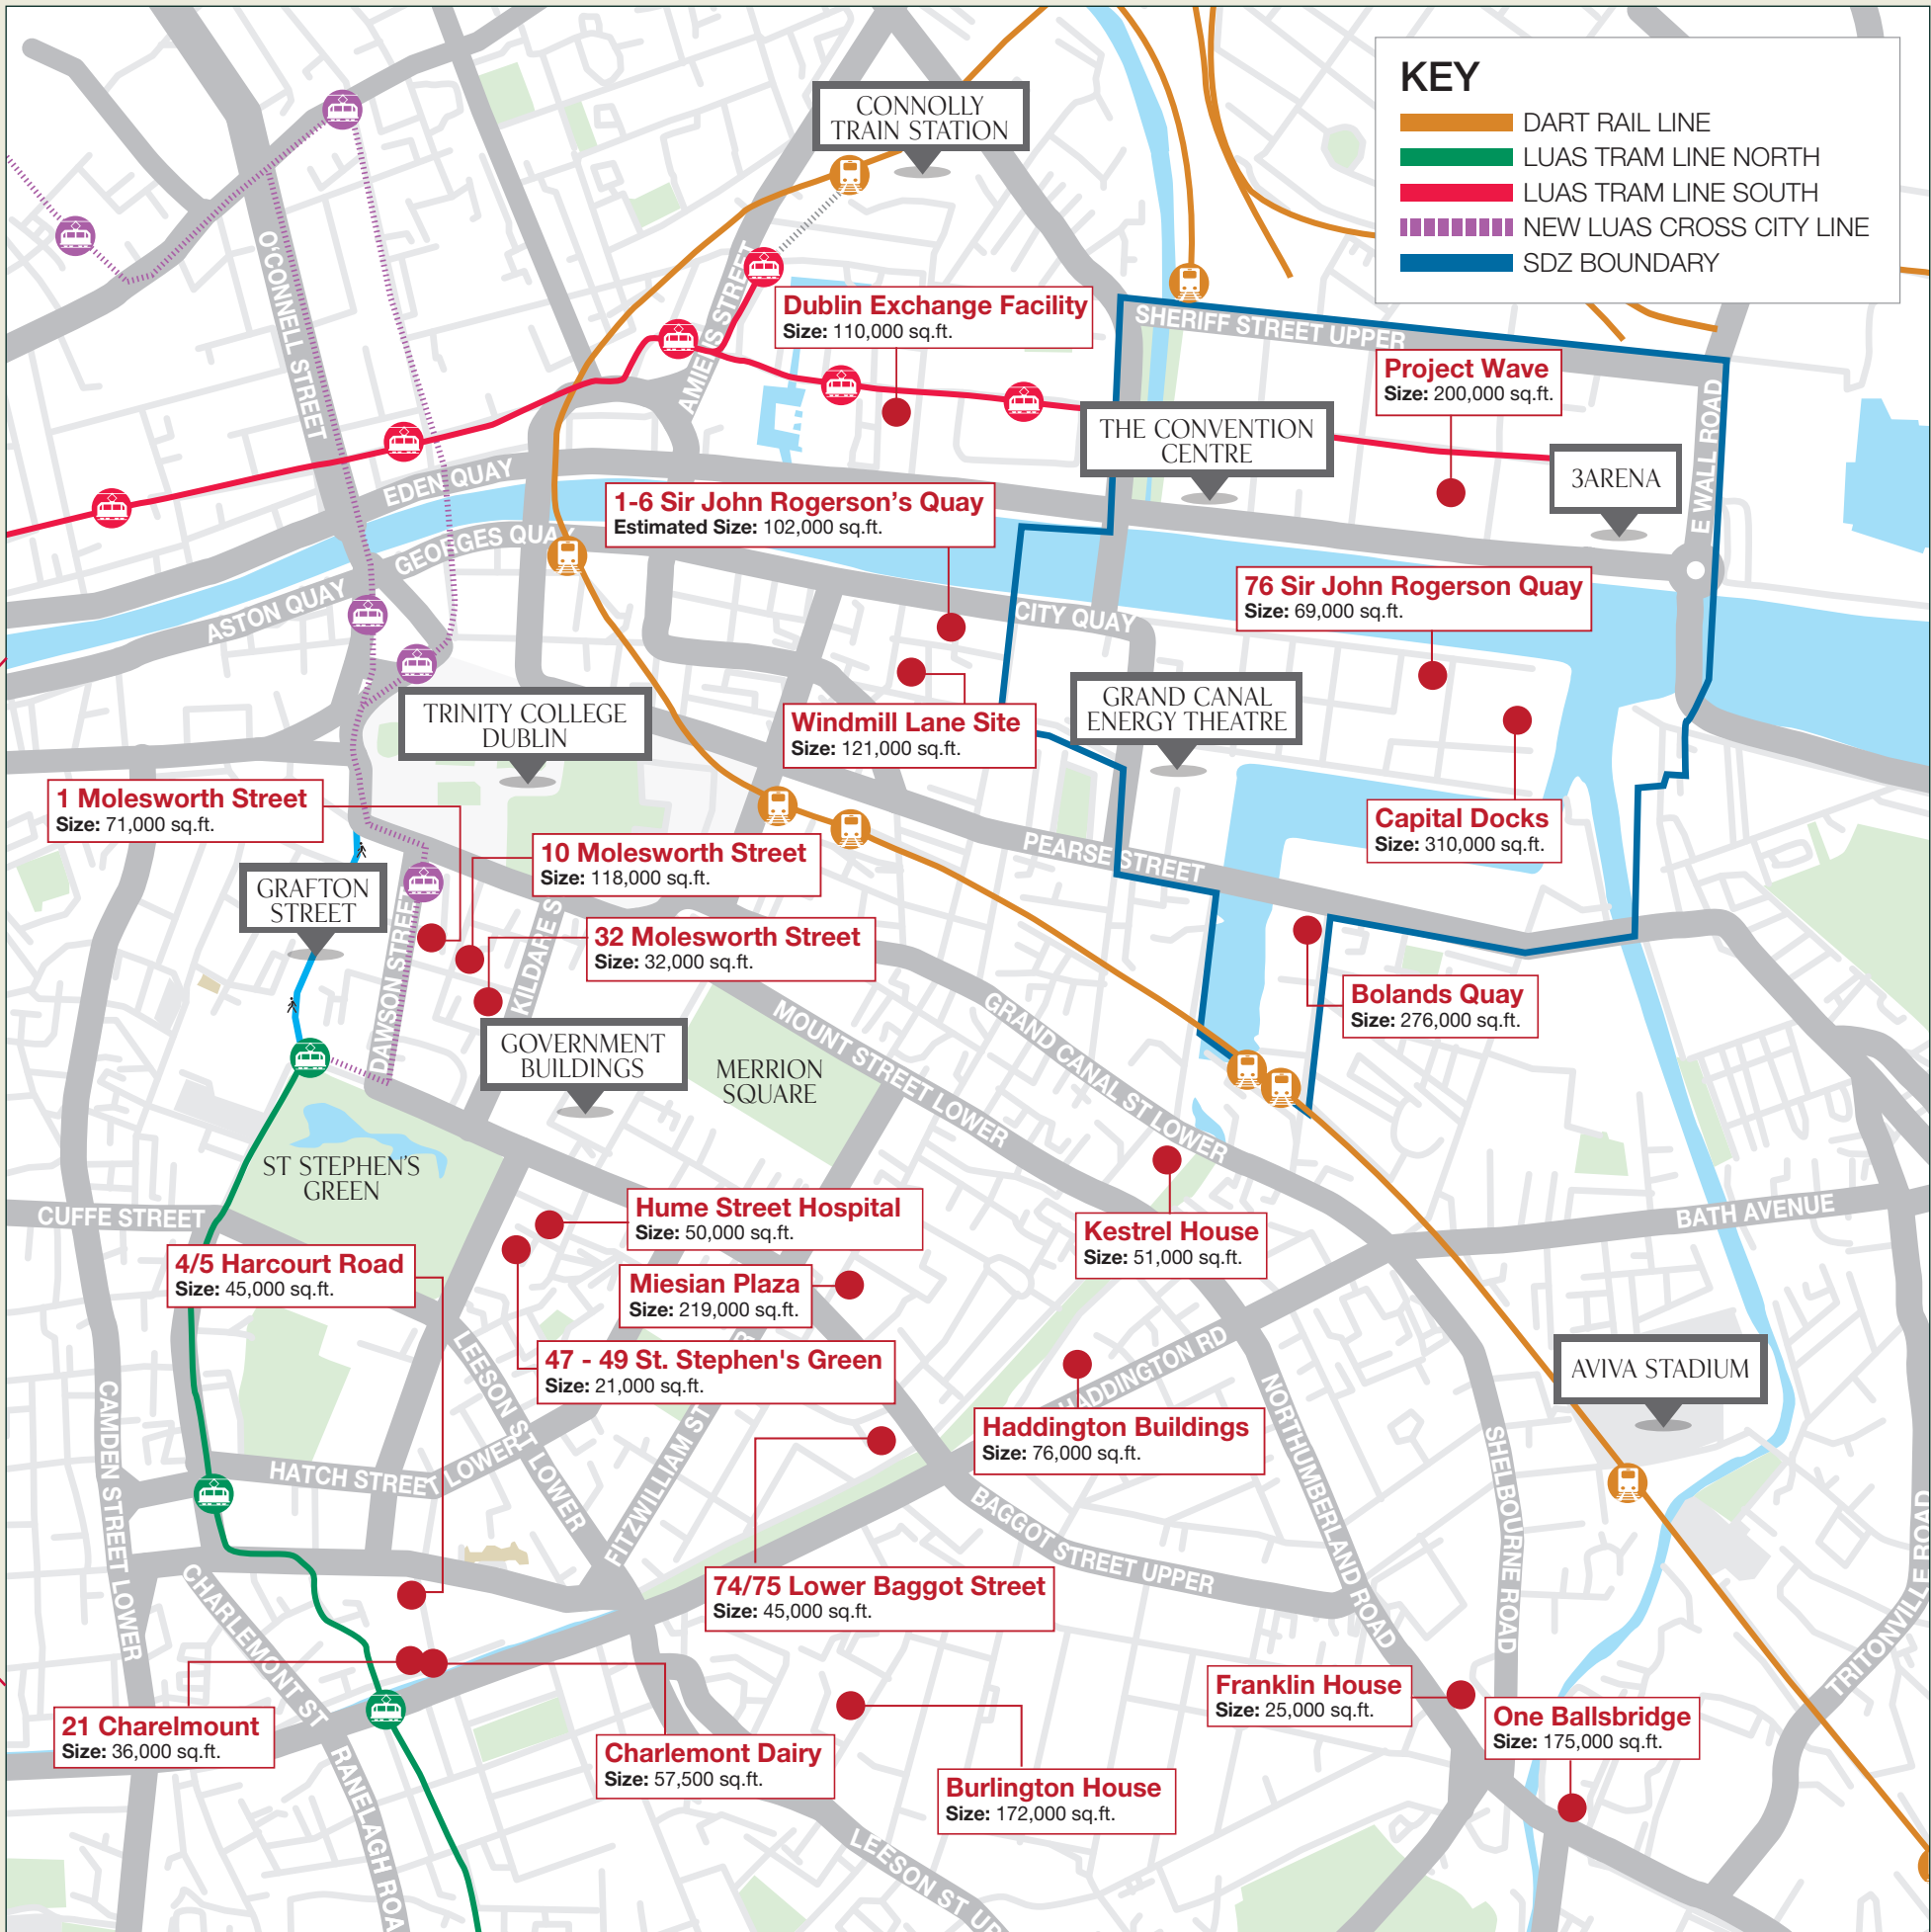 KEY
DART RAIL LINE
LUAS TRAM LINE NORTH
LUAS TRAM LINE SOUTH
NEW LUAS CROSS CITY LINE
SDZ BOUNDARY
CONNOLLY
TRAIN STATION
O'CONNELL STREET
AMIENS STREET
Dublin Exchange Facility
Size: 110,000 sq.ft.
SHERIFF STREET UPPER
Project Wave
Size: 200,000 sq.ft.
E WALL ROAD
THE CONVENTION
CENTRE
3ARENA
EDEN QUAY
GEORGES QUAY
ASTON QUAY
1-6 Sir John Rogerson's Quay
Estimated Size: 102,000 sq.ft.
CITY QUAY
76 Sir John Rogerson Quay
Size: 69,000 sq.ft.
TRINITY COLLEGE
DUBLIN
Windmill Lane Site
Size: 121,000 sq.ft.
GRAND CANAL
ENERGY THEATRE
1 Molesworth Street
Size: 71,000 sq.ft.
Capital Docks
Size: 310,000 sq.ft.
PEARSE STREET
10 Molesworth Street
Size: 118,000 sq.ft.
GRAFTON
STREET
DAWSON STREET
KILDARE S
32 Molesworth Street
Size: 32,000 sq.ft.
Bolands Quay
Size: 276,000 sq.ft.
GOVERNMENT
BUILDINGS
MERRION
SQUARE
MOUNT STREET LOWER
GRAND CANAL ST LOWER
ST STEPHEN'S
GREEN
CUFFE STREET
BATH AVENUE
Hume Street Hospital
Size: 50,000 sq.ft.
Kestrel House
Size: 51,000 sq.ft.
4/5 Harcourt Road
Size: 45,000 sq.ft.
Miesian Plaza
Size: 219,000 sq.ft.
47 - 49 St. Stephen's Green
Size: 21,000 sq.ft.
AVIVA STADIUM
HADDINGTON RD
Haddington Buildings
Size: 76,000 sq.ft.
LEESON ST LOWER
FITZWILLIAM ST
CAMDEN STREET LOWER
HATCH STREET LOWER
NORTHUMBERLAND ROAD
SHELBOURNE ROAD
BAGGOT STREET UPPER
TRITONVILLE ROAD
74/75 Lower Baggot Street
Size: 45,000 sq.ft.
CHARLEMONT ST
21 Charelmount
Size: 36,000 sq.ft.
Charlemont Dairy
Size: 57,500 sq.ft.
Franklin House
Size: 25,000 sq.ft.
One Ballsbridge
Size: 175,000 sq.ft.
Burlington House
Size: 172,000 sq.ft.
RANELAGH ROA
LEESON ST UP